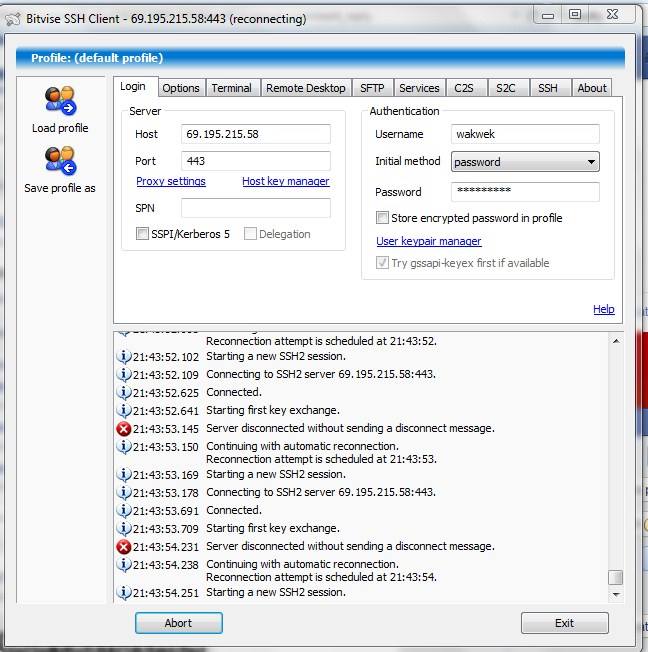 Bitvise SSH Client - 69.195.215.58:443 (reconnecting)
Profile: (default profile)
Load profile
Save profile as
Login Options Terminal Remote Desktop SFTP Services C2S S2C SSH About
Server
Host 69.195.215.58
Port 443
Proxy settings Host key manager
SPN
SSPI/Kerberos 5 Delegation
Authentication
Username wakwek
Initial method password
Password *********
Store encrypted password in profile
User keypair manager
Try gssapi-keyex first if available
Help
Reconnection attempt is scheduled at 21:43:52.
21:43:52.102 Starting a new SSH2 session.
21:43:52.109 Connecting to SSH2 server 69.195.215.58:443.
21:43:52.625 Connected.
21:43:52.641 Starting first key exchange.
21:43:53.145 Server disconnected without sending a disconnect message.
21:43:53.150 Continuing with automatic reconnection.
Reconnection attempt is scheduled at 21:43:53.
21:43:53.169 Starting a new SSH2 session.
21:43:53.178 Connecting to SSH2 server 69.195.215.58:443.
21:43:53.691 Connected.
21:43:53.709 Starting first key exchange.
21:43:54.231 Server disconnected without sending a disconnect message.
21:43:54.238 Continuing with automatic reconnection.
Reconnection attempt is scheduled at 21:43:54.
21:43:54.251 Starting a new SSH2 session.
Abort Exit